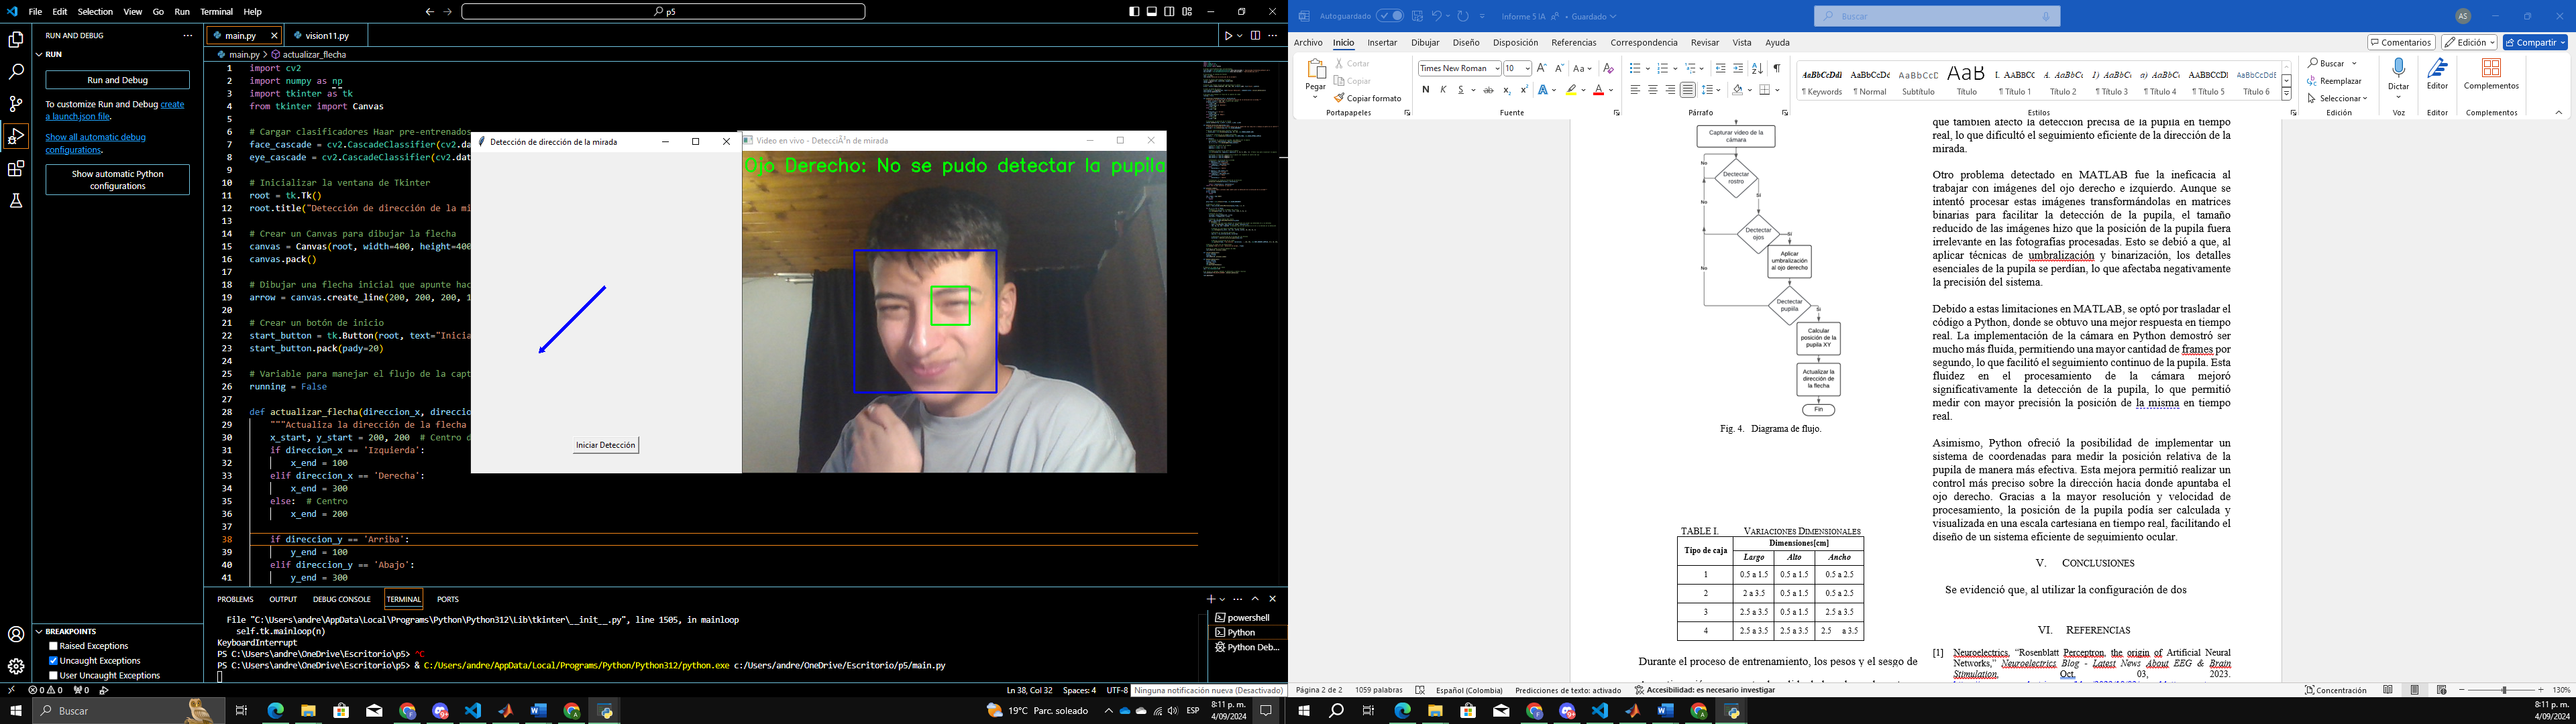 File Edit Selection View Go Run Terminal Help
p5
RUN AND DEBUG
RUN
Run and Debug
To customize Run and Debug create
a launch.json file.
Show all automatic debug
configurations.
Show automatic Python
configurations
BREAKPOINTS
Raised Exceptions
Uncaught Exceptions
User Uncaught Exceptions
main.py
vision11.py
main.py > actualizar_flecha
1 import cv2
2 import numpy as np
3 import tkinter as tk
4 from tkinter import Canvas
5
6 # Cargar clasificadores Haar pre-entrenados
7 face_cascade = cv2.CascadeClassifier(cv2.da
8 eye_cascade = cv2.CascadeClassifier(cv2.dat
9
10 # Inicializar la ventana de Tkinter
11 root = tk.Tk()
12 root.title("Detección de dirección de la mi
13
14 # Crear un Canvas para dibujar la flecha
15 canvas = Canvas(root, width=400, height=400
16 canvas.pack()
17
18 # Dibujar una flecha inicial que apunte hac
19 arrow = canvas.create_line(200, 200, 200, 1
20
21 # Crear un botón de inicio
22 start_button = tk.Button(root, text="Inicia
23 start_button.pack(pady=20)
24
25 # Variable para manejar el flujo de la capt
26 running = False
27
28 def actualizar_flecha(direccion_x, direccio
29 """Actualiza la dirección de la flecha
30 x_start, y_start = 200, 200 # Centro d
31 if direccion_x == 'Izquierda':
32 x_end = 100
33 elif direccion_x == 'Derecha':
34 x_end = 300
35 else: # Centro
36 x_end = 200
37
38 if direccion_y == 'Arriba':
39 y_end = 100
40 elif direccion_y == 'Abajo':
41 y_end = 300
Detección de dirección de la mirada
Iniciar Detección
Video en vivo - DetecciÃ³n de mirada
Ojo Derecho: No se pudo detectar la pupila
PROBLEMS OUTPUT DEBUG CONSOLE TERMINAL PORTS
File "C:\Users\andre\AppData\Local\Programs\Python\Python312\Lib\tkinter\__init__.py", line 1505, in mainloop
self.tk.mainloop(n)
KeyboardInterrupt
PS C:\Users\andre\OneDrive\Escritorio\p5> ^C
PS C:\Users\andre\OneDrive\Escritorio\p5> & C:/Users/andre/AppData/Local/Programs/Python/Python312/python.exe c:/Users/andre/OneDrive/Escritorio/p5/main.py
powershell
Python
Python Deb...
0 0 0
Ln 38, Col 32 Spaces: 4 UTF-8
Ninguna notificación nueva (Desactivado)
Buscar
19°C Parc. soleado
ESP
8:11 p. m.
4/09/2024
Autoguardado
Informe 5 IA
Guardado
Buscar
AS
Archivo Inicio Insertar Dibujar Diseño Disposición Referencias Correspondencia Revisar Vista Ayuda
Comentarios Edición Compartir
Pegar
Cortar
Copiar
Copiar formato
Portapapeles
Times New Roman 10
N K S
Fuente
Párrafo
AaBbCcDdl AaBbCcDd AaBbCcD AaB
¶ Keywords ¶ Normal Subtítulo Título ¶ Título 1 ¶ Título 2 ¶ Título 3 ¶ Título 4 ¶ Título 5 Título 6
Estilos
Buscar
Reemplazar
Seleccionar
Edición
Dictar
Voz
Editor
Editor
Complementos
Complementos
Capturar video de la
cámara
Dectectar
rostro
No
Si
No
Dectectar
ojos
Si
Aplicar
umbralización
al ojo derecho
No
Dectectar
pupila
Si
Calcular
posición de la
pupila XY
Actualizar la
dirección de
la flecha
Fin
Fig. 4. Diagrama de flujo.
TABLE I. VARIACIONES DIMENSIONALES
Tipo de caja Dimensiones[cm]
Largo Alto Ancho
1 0.5 a 1.5 0.5 a 1.5 0.5 a 2.5
2 2 a 3.5 0.5 a 1.5 0.5 a 2.5
3 2.5 a 3.5 0.5 a 1.5 2.5 a 3.5
4 2.5 a 3.5 2.5 a 3.5 2.5 a 3.5
Durante el proceso de entrenamiento, los pesos y el sesgo de
que también afectó la detección precisa de la pupila en tiempo
real, lo que dificultó el seguimiento eficiente de la dirección de la
mirada.
Otro problema detectado en MATLAB fue la ineficacia al
trabajar con imágenes del ojo derecho e izquierdo. Aunque se
intentó procesar estas imágenes transformándolas en matrices
binarias para facilitar la detección de la pupila, el tamaño
reducido de las imágenes hizo que la posición de la pupila fuera
irrelevante en las fotografías procesadas. Esto se debió a que, al
aplicar técnicas de umbralización y binarización, los detalles
esenciales de la pupila se perdían, lo que afectaba negativamente
la precisión del sistema.
Debido a estas limitaciones en MATLAB, se optó por trasladar el
código a Python, donde se obtuvo una mejor respuesta en tiempo
real. La implementación de la cámara en Python demostró ser
mucho más fluida, permitiendo una mayor cantidad de frames por
segundo, lo que facilitó el seguimiento continuo de la pupila. Esta
fluidez en el procesamiento de la cámara mejoró
significativamente la detección de la pupila, lo que permitió
medir con mayor precisión la posición de la misma en tiempo
real.
Asimismo, Python ofreció la posibilidad de implementar un
sistema de coordenadas para medir la posición relativa de la
pupila de manera más efectiva. Esta mejora permitió realizar un
control más preciso sobre la dirección hacia donde apuntaba el
ojo derecho. Gracias a la mayor resolución y velocidad de
procesamiento, la posición de la pupila podía ser calculada y
visualizada en una escala cartesiana en tiempo real, facilitando el
diseño de un sistema eficiente de seguimiento ocular.
V. CONCLUSIONES
Se evidenció que, al utilizar la configuración de dos
VI. REFERENCIAS
[1] Neuroelectrics, “Rosenblatt Perceptron, the origin of Artificial Neural
Networks,” Neuroelectrics Blog - Latest News About EEG & Brain
Stimulation, Oct. 03, 2023.
Página 2 de 2 1059 palabras Español (Colombia) Predicciones de texto: activado Accesibilidad: es necesario investigar
Concentración
130%
8:11 p. m.
4/09/2024